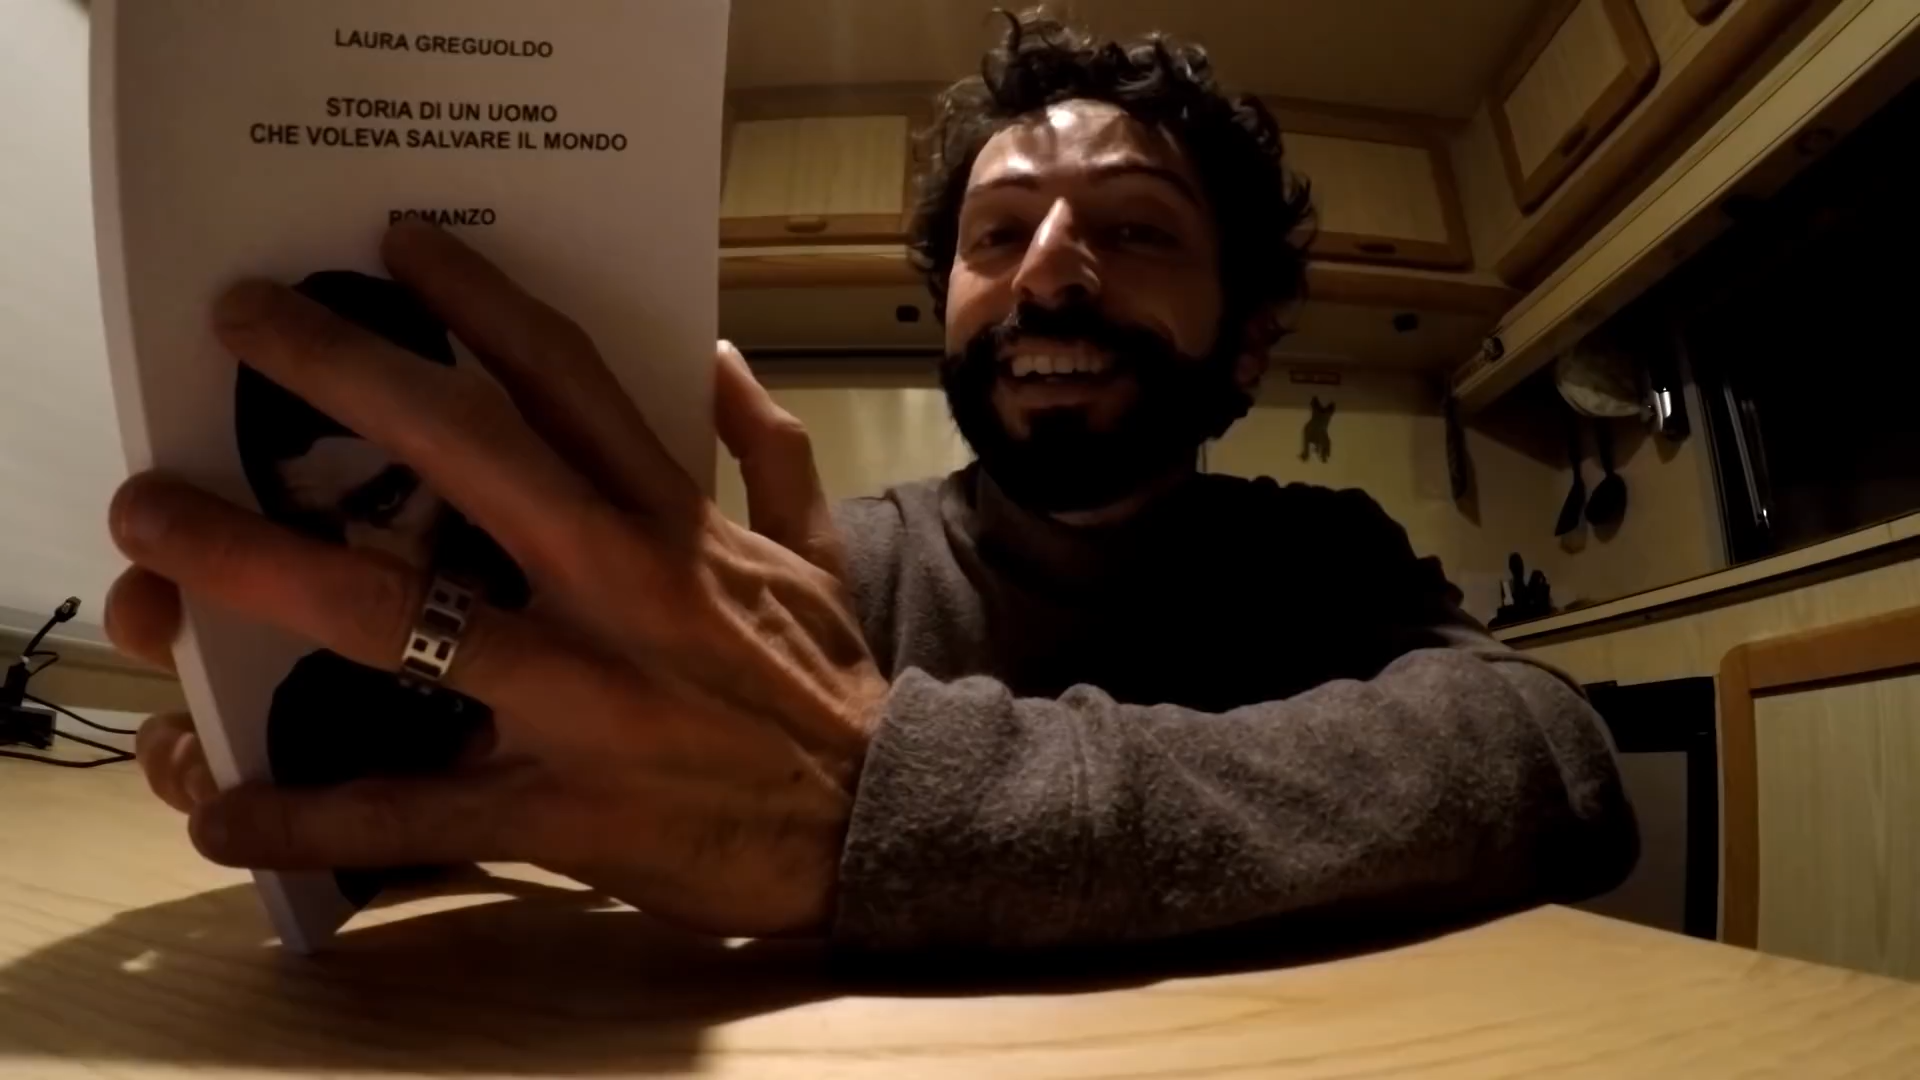 LAURA GREGUOLDO
STORIA DI UN UOMO
CHE VOLEVA SALVARE IL MONDO
ROMANZO